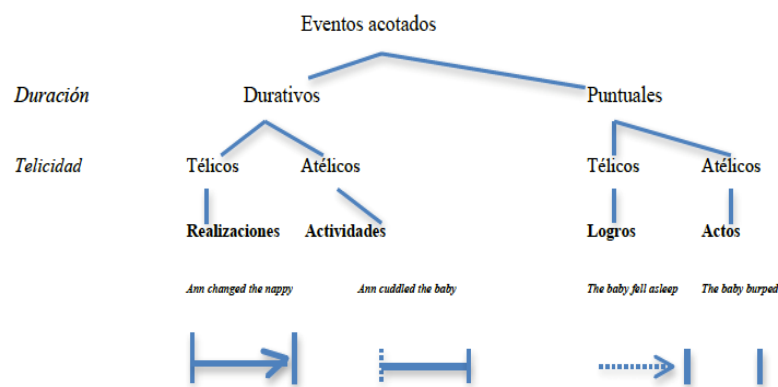 Eventos acotados
Duración Durativos Puntuales
Telicidad Télicos Atélicos Télicos Atélicos
Realizaciones Actividades Logros Actos
Ann changed the nappy Ann cuddled the baby The baby fell asleep The baby burped